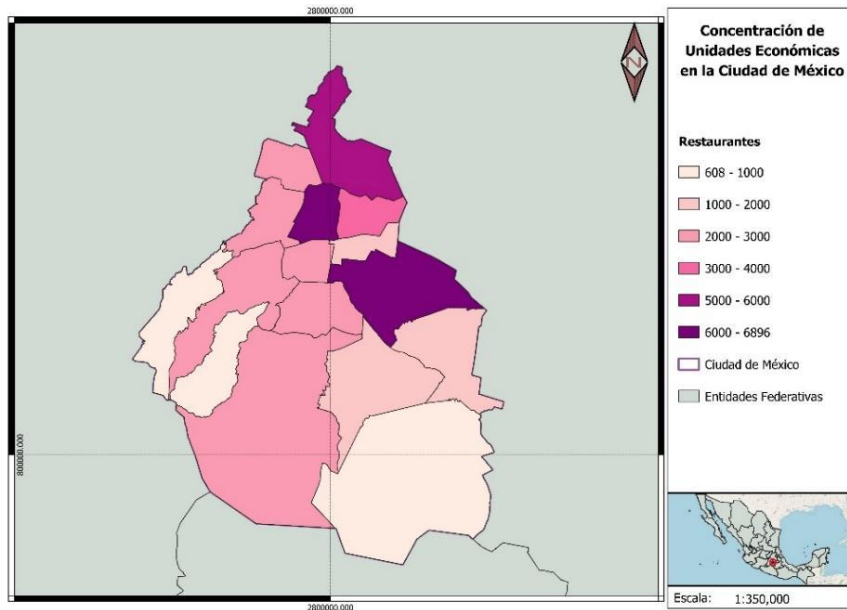 2800000.000
Concentración de
Unidades Económicas
en la Ciudad de México
N
Restaurantes
608 - 1000
1000 - 2000
2000 - 3000
3000 - 4000
5000 - 6000
6000 - 6896
Ciudad de México
Entidades Federativas
800000.000
2800000.000
Escala: 1:350,000